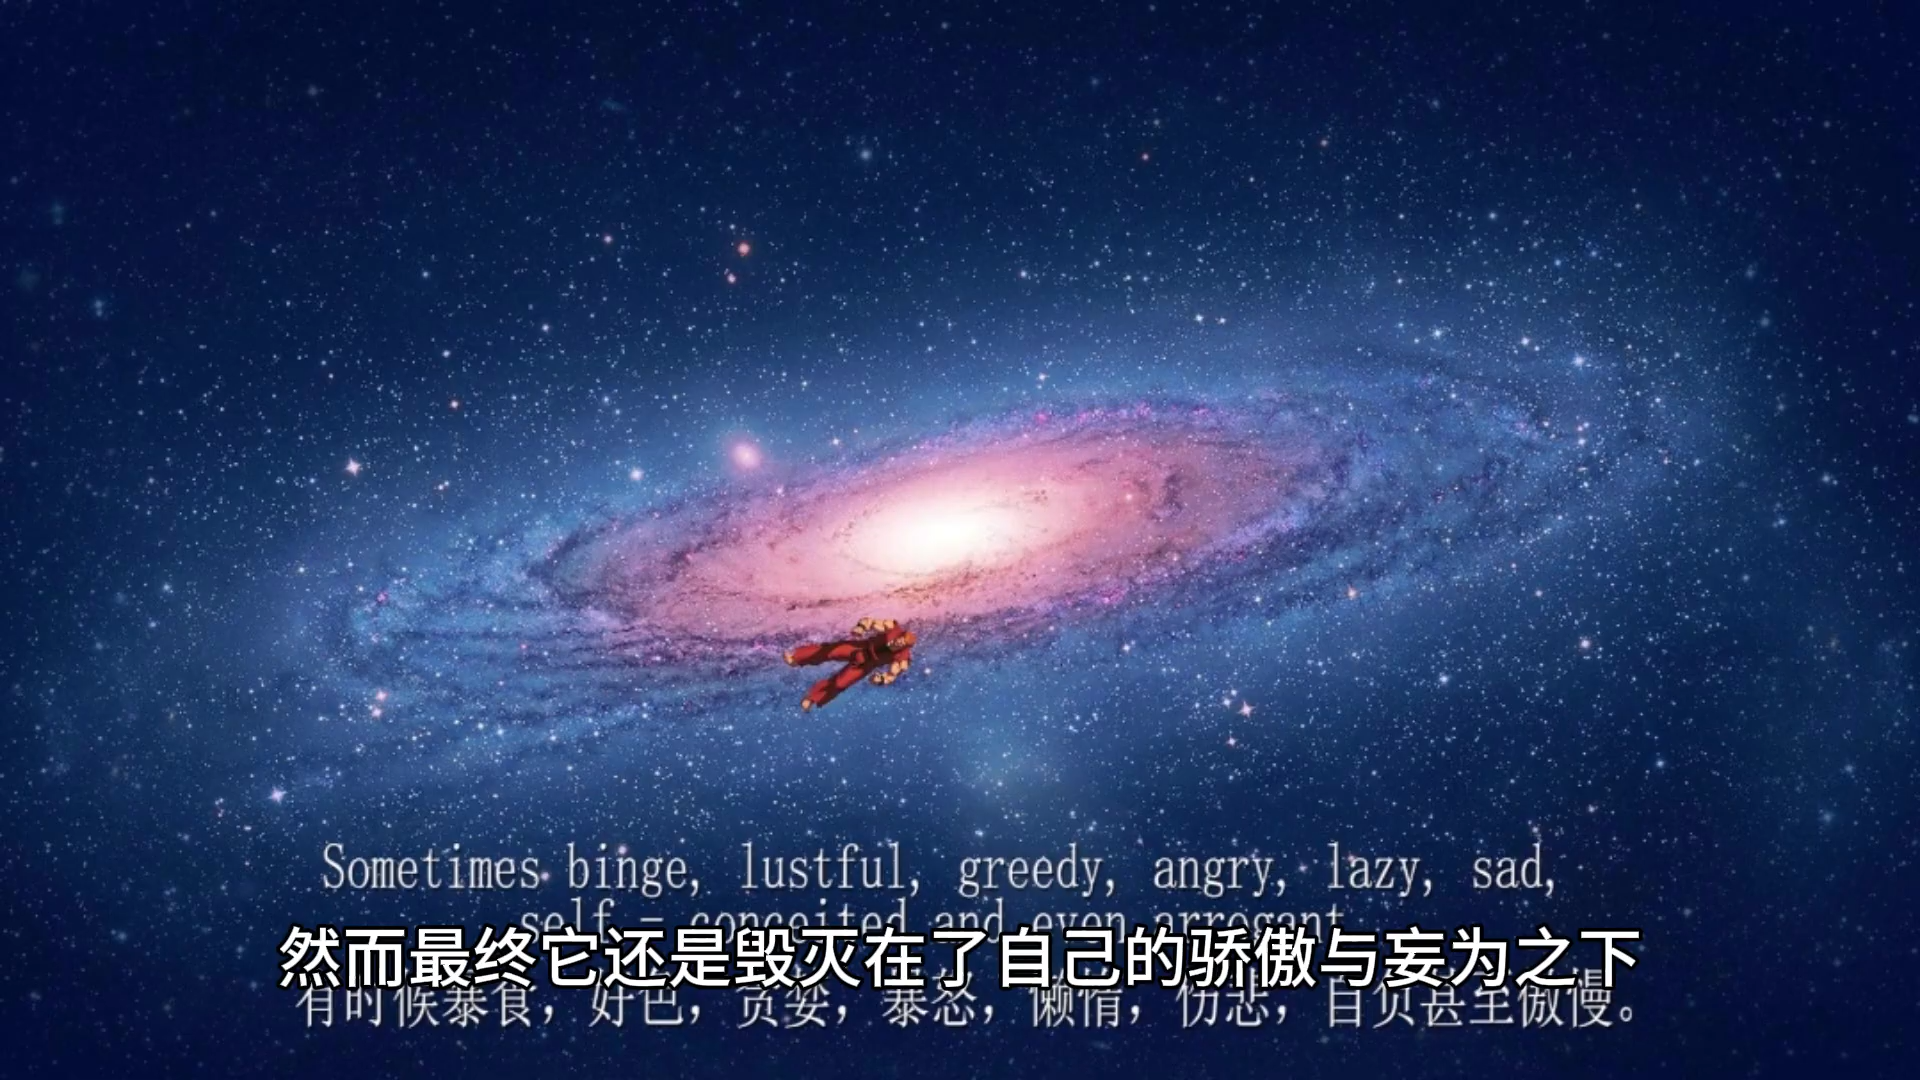 Sometimes binge, lustful, greedy, angry, lazy, sad,
self - conceited and even arrogant
然而最终它还是毁灭在了自己的骄傲与妄为之下
有时候暴食，好色，贪婪，暴怒，懒惰，伤悲，自负甚至傲慢。